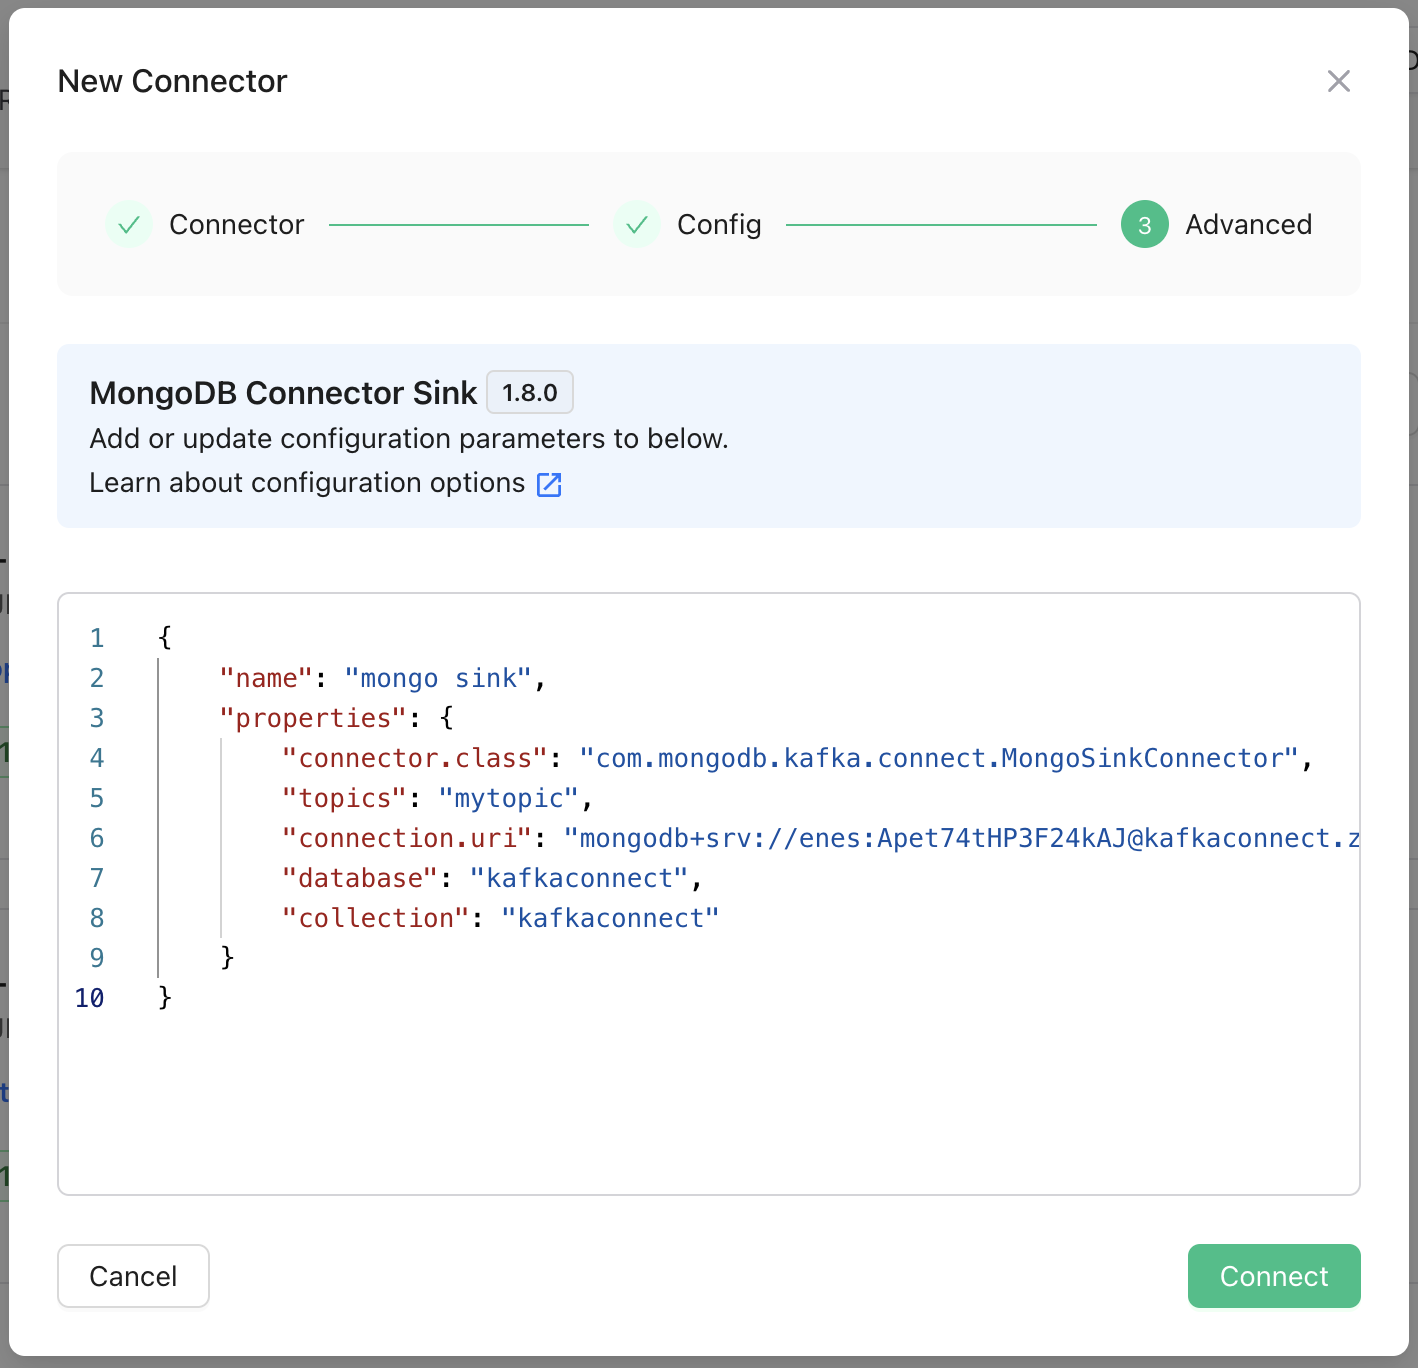 New Connector
Connector
Config
3 Advanced
MongoDB Connector Sink 1.8.0
Add or update configuration parameters to below.
Learn about configuration options
1 {
2 "name": "mongo sink",
3 "properties": {
4 "connector.class": "com.mongodb.kafka.connect.MongoSinkConnector",
5 "topics": "mytopic",
6 "connection.uri": "mongodb+srv://enes:Apet74tHP3F24kAJ@kafkaconnect.z
7 "database": "kafkaconnect",
8 "collection": "kafkaconnect"
9 }
10 }
Cancel
Connect